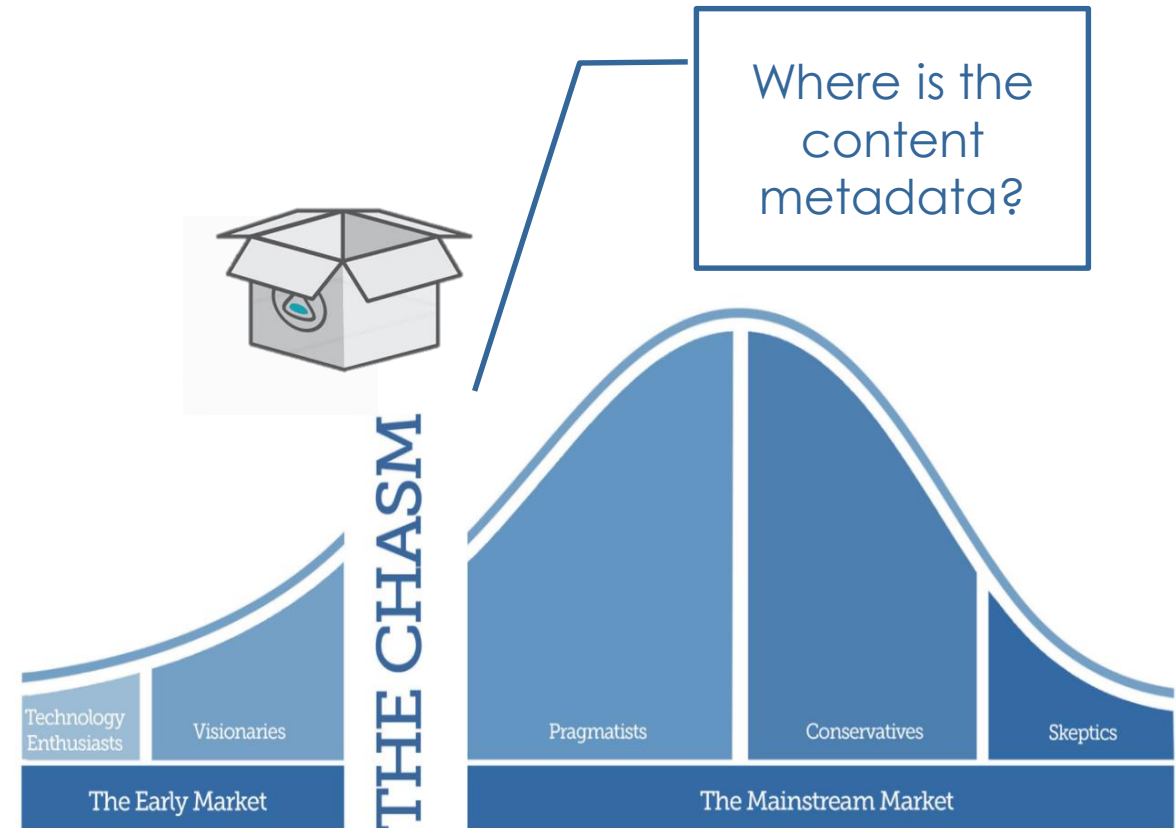 Where is the
content
metadata?
THE CHASM
Technology
Enthusiasts
Visionaries
Pragmatists
Conservatives
Skeptics
The Early Market
The Mainstream Market